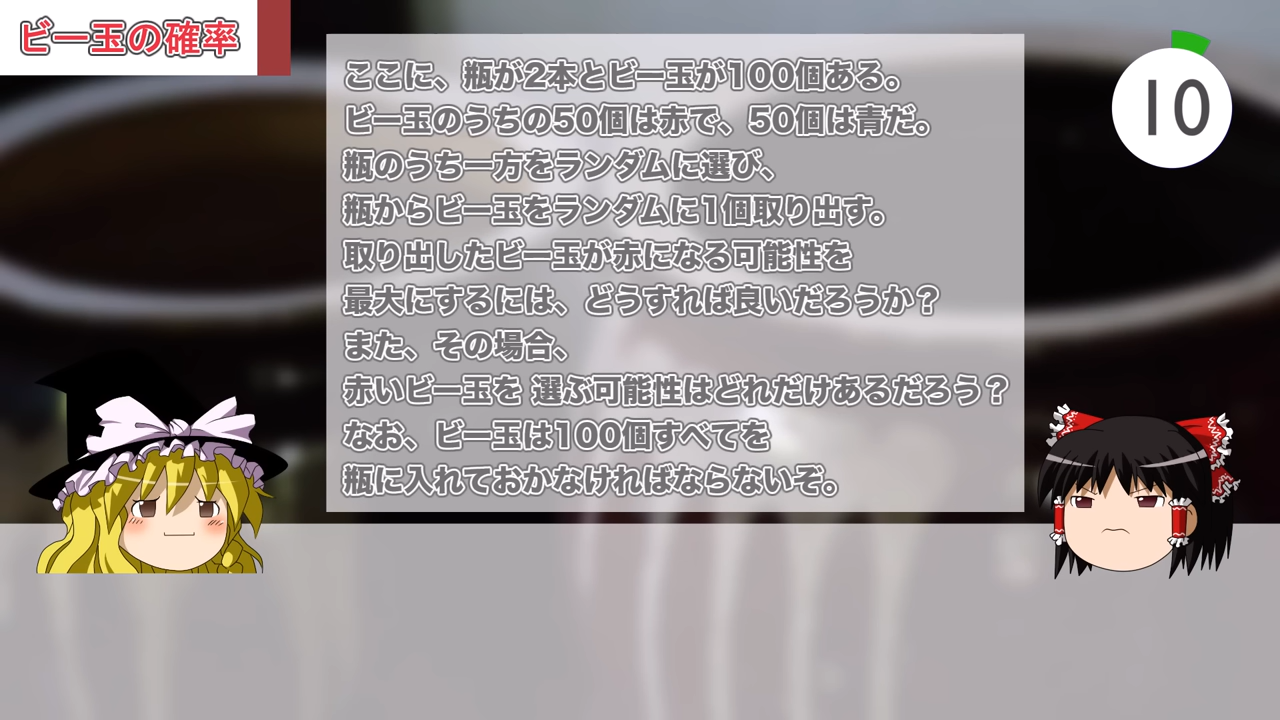 ビー玉の確率
ここに、瓶が2本とビー玉が100個ある。
ビー玉のうちの50個は赤で、50個は青だ。
瓶のうち一方をランダムに選び、
瓶からビー玉をランダムに1個取り出す。
取り出したビー玉が赤になる可能性を
最大にするには、どうすれば良いだろうか？
また、その場合、
赤いビー玉を 選ぶ可能性はどれだけあるだろう？
なお、ビー玉は100個すべてを
瓶に入れておかなければならないぞ。
10